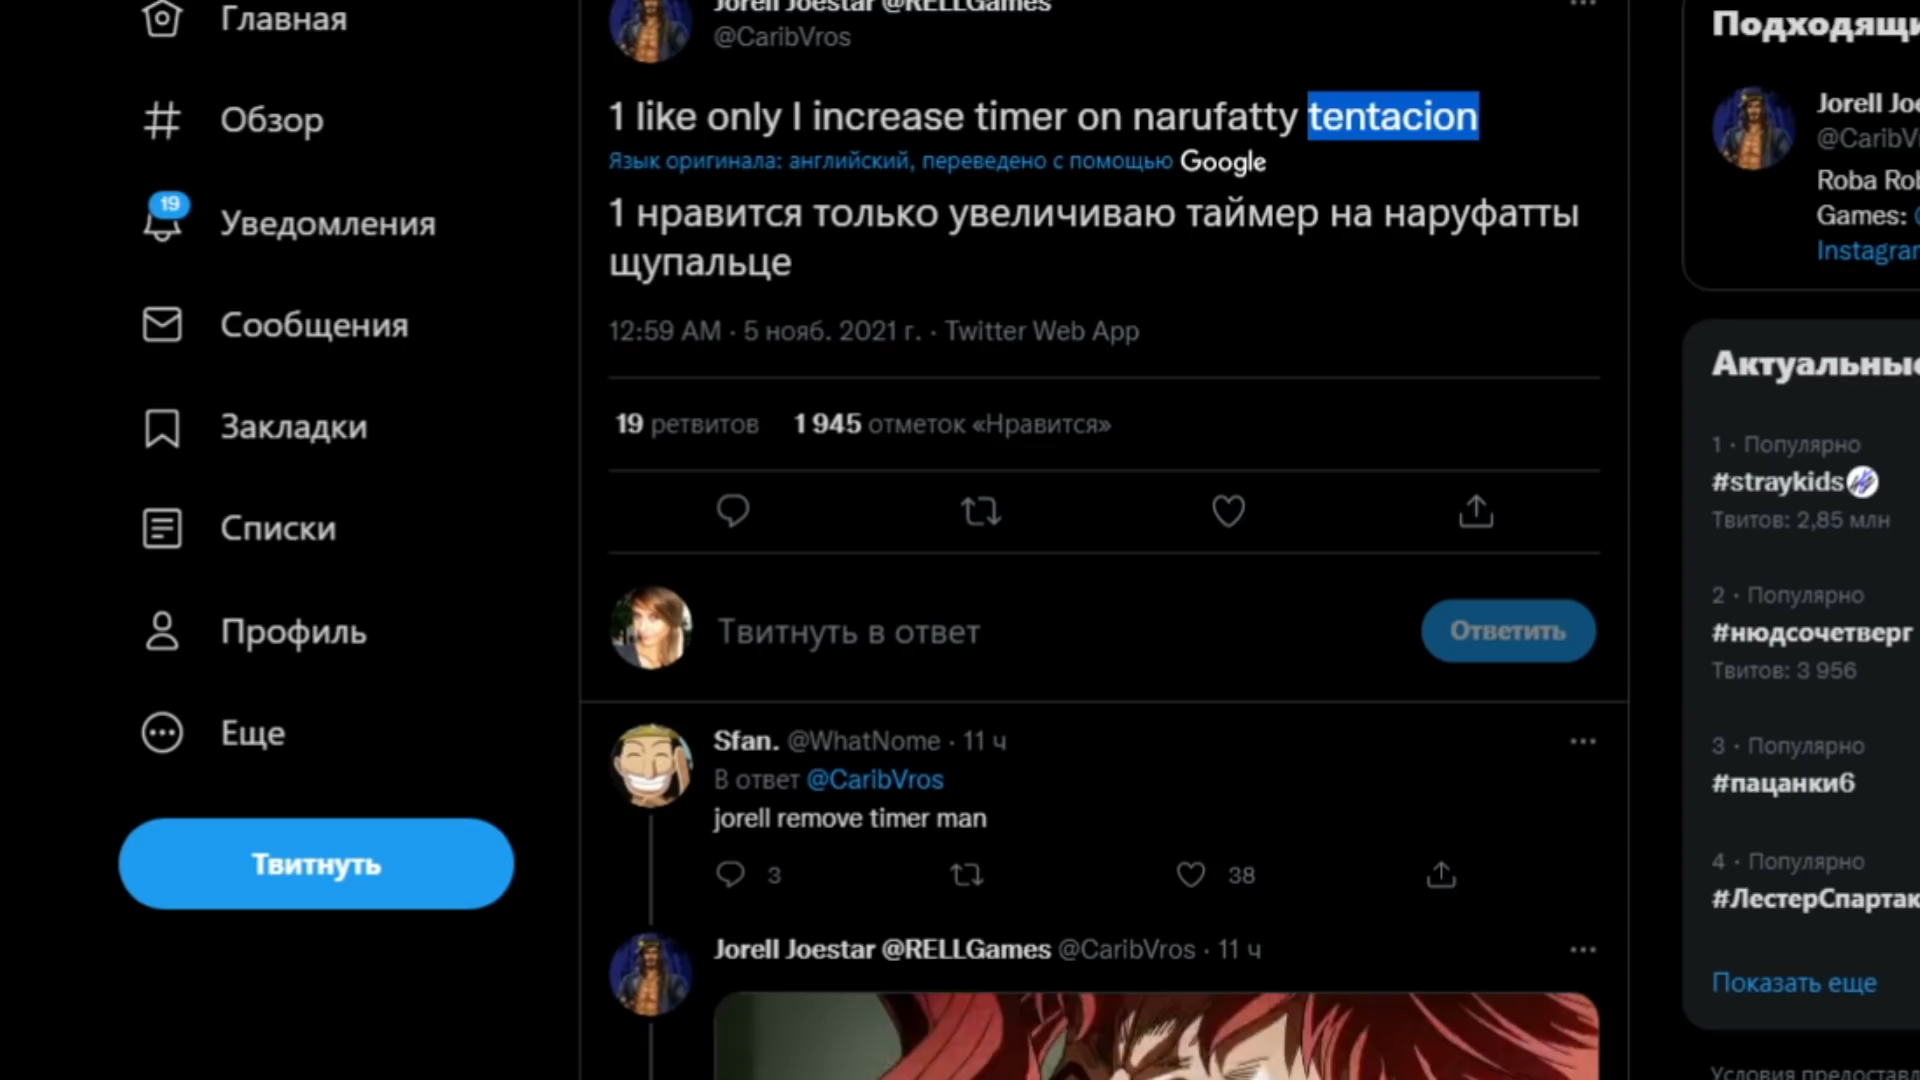 Главная
Обзор
19
Уведомления
Сообщения
Закладки
Списки
Профиль
Еще
Твитнуть
Jorell Joestar @RELLGames
@CaribVros
1 like only I increase timer on narufatty tentacion
Язык оригинала: английский, переведено с помощью Google
1 нравится только увеличиваю таймер на наруфатты
щупальце
12:59 AM · 5 нояб. 2021 г. · Twitter Web App
19 ретвитов 1 945 отметок «Нравится»
Твитнуть в ответ
Ответить
Sfan. @WhatNome · 11 ч
В ответ @CaribVros
jorell remove timer man
3
38
Jorell Joestar @RELLGames @CaribVros · 11 ч
Подходящи
Jorell Joe
@CaribV
Roba Rob
Games:
Instagran
Актуальные
1 · Популярно
#straykids
Твитов: 2,85 млн
2 · Популярно
#нюдсочетверг
Твитов: 3 956
3 · Популярно
#пацанки6
4 · Популярно
#ЛестерСпартак
Показать еще
Условия предостав